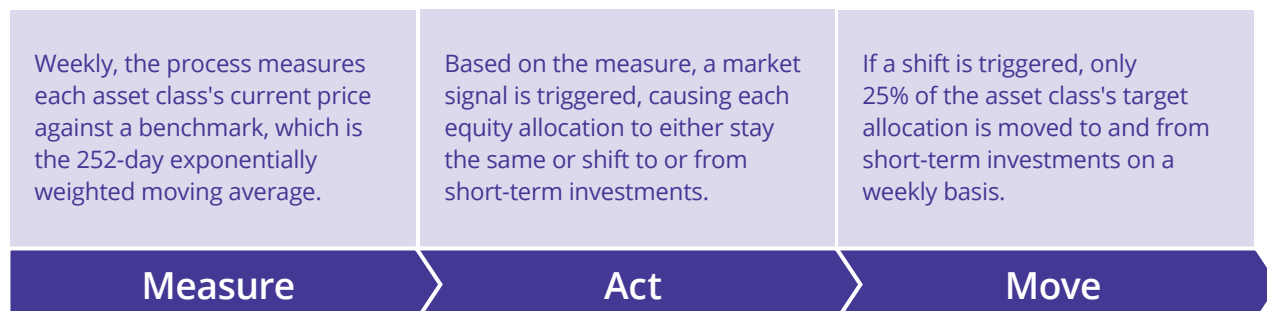 Weekly, the process measures
each asset class's current price
against a benchmark, which is
the 252-day exponentially
weighted moving average.
Based on the measure, a market
signal is triggered, causing each
equity allocation to either stay
the same or shift to or from
short-term investments.
If a shift is triggered, only
25% of the asset class's target
allocation is moved to and from
short-term investments on a
weekly basis.
Measure
Act
Move